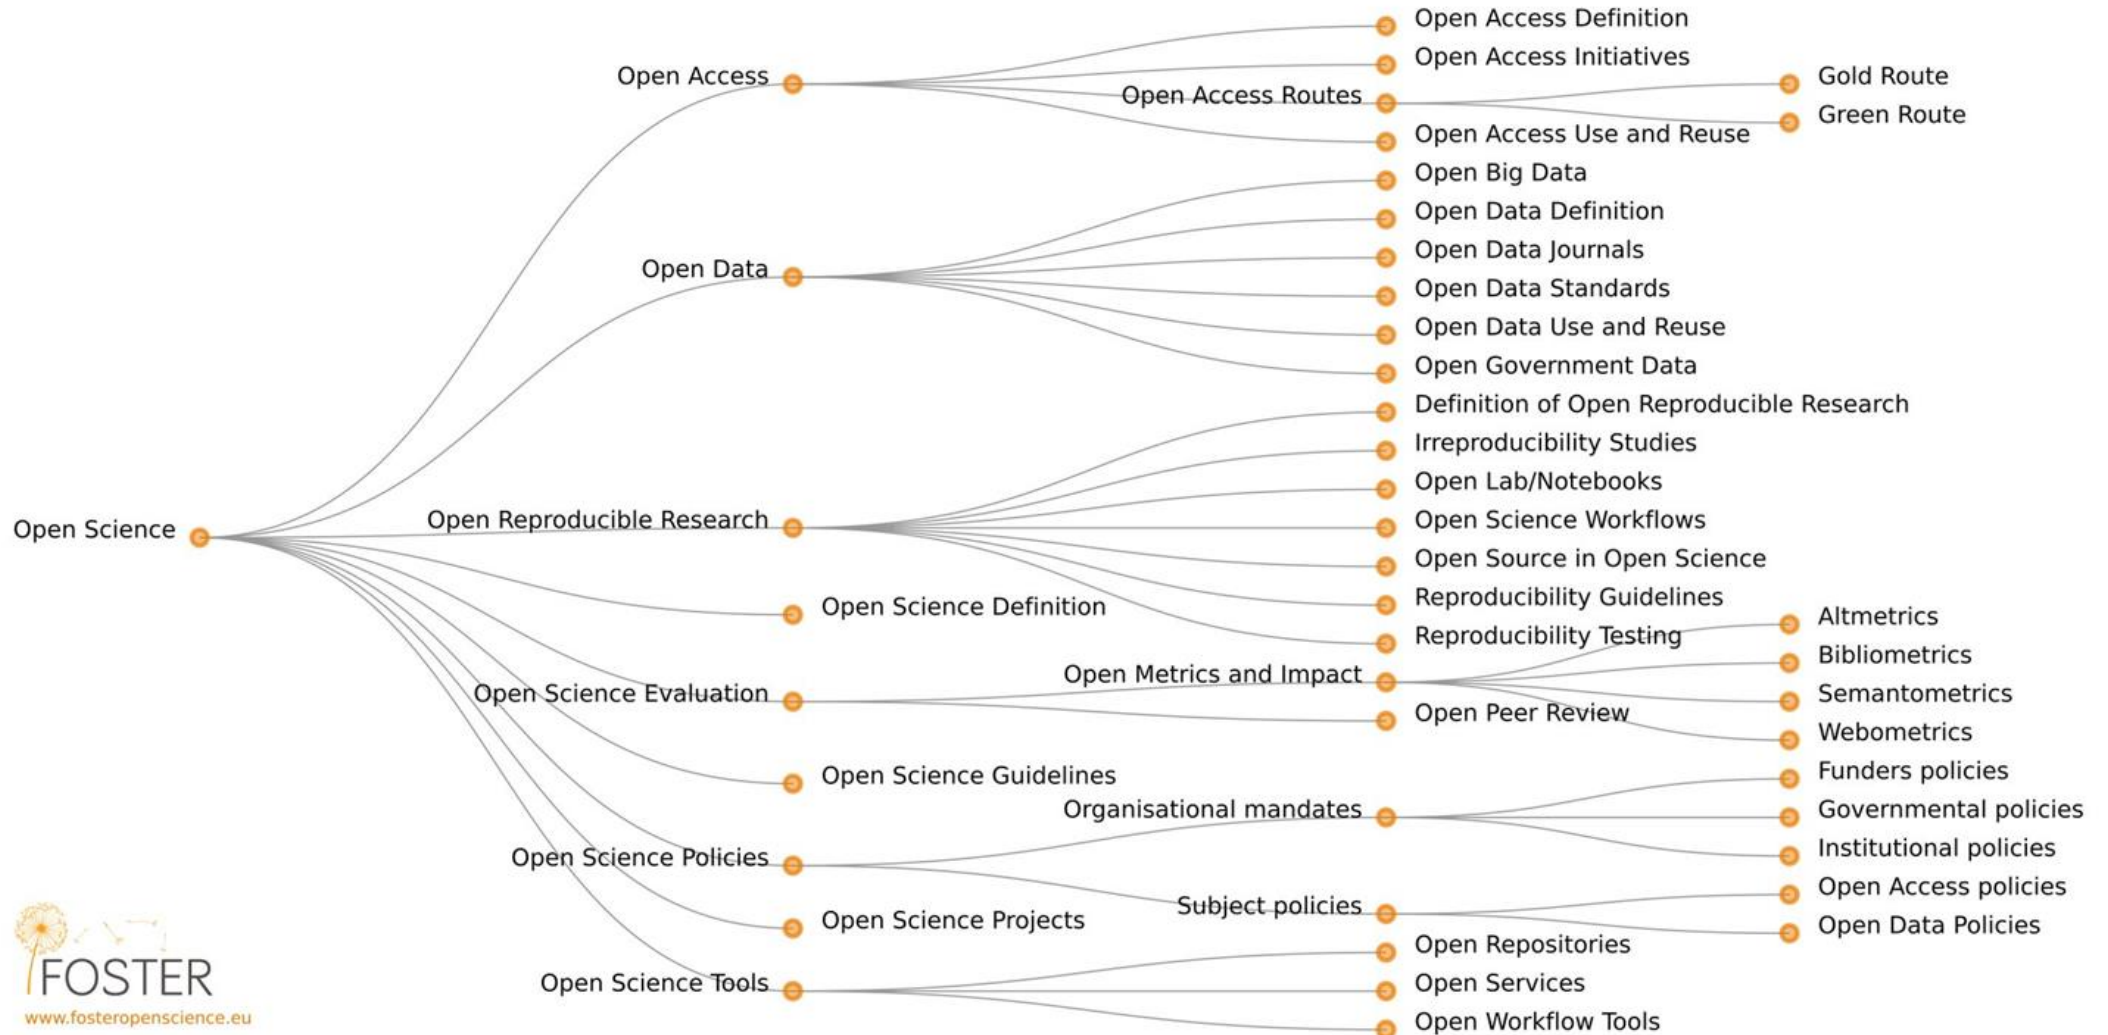 Open Access Definition
Open Access Initiatives
Open Access
Open Access Routes
Gold Route
Green Route
Open Access Use and Reuse
Open Big Data
Open Data Definition
Open Data Journals
Open Data
Open Data Standards
Open Data Use and Reuse
Open Government Data
Definition of Open Reproducible Research
Irreproducibility Studies
Open Lab/Notebooks
Open Science
Open Reproducible Research
Open Science Workflows
Open Source in Open Science
Reproducibility Guidelines
Open Science Definition
Reproducibility Testing
Altmetrics
Open Science Evaluation
Open Metrics and Impact
Bibliometrics
Semantometrics
Open Peer Review
Webometrics
Open Science Guidelines
Funders policies
Organisational mandates
Governmental policies
Institutional policies
Open Science Policies
Subject policies
Open Access policies
Open Data Policies
Open Science Projects
Open Repositories
Open Science Tools
Open Services
Open Workflow Tools
FOSTER
www.fosteropenscience.eu